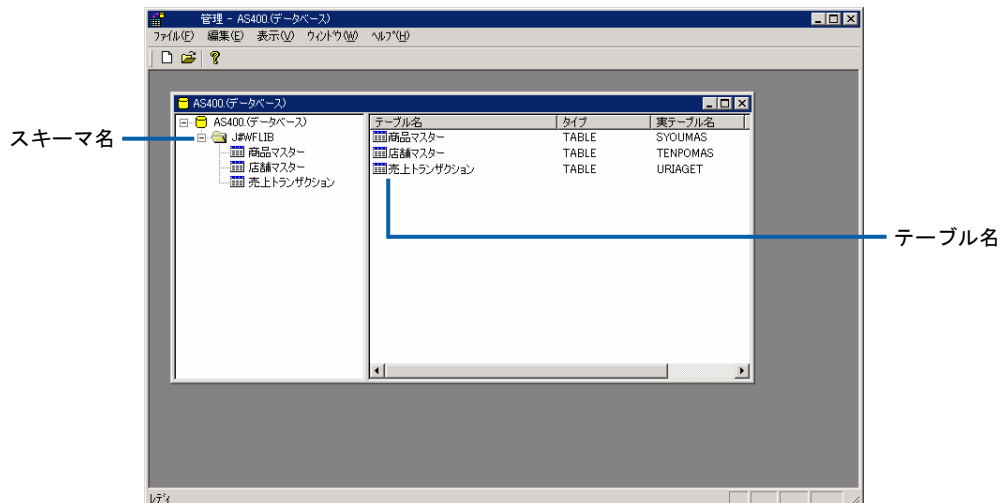 管理 - AS400.(データベース)
ファイル(F) 編集(E) 表示(V) ウィンドウ(W) ヘルプ(H)
AS400.(データベース)
AS400.(データベース)
J#WFLIB
商品マスター
店舗マスター
売上トランザクション
テーブル名 タイプ 実テーブル名
商品マスター TABLE SYOUMAS
店舗マスター TABLE TENPOMAS
売上トランザクション TABLE URIAGET
スキーマ名
テーブル名
レディ